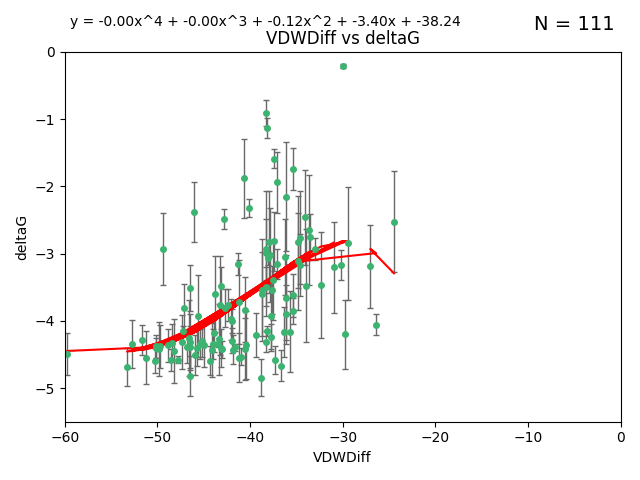 y = -0.00x^4 + -0.00x^3 + -0.12x^2 + -3.40x + -38.24
N = 111
VDWDiff vs deltaG
0
−1
−2
−3
−4
−5
deltaG
−60 −50 −40 −30 −20 −10 0
VDWDiff